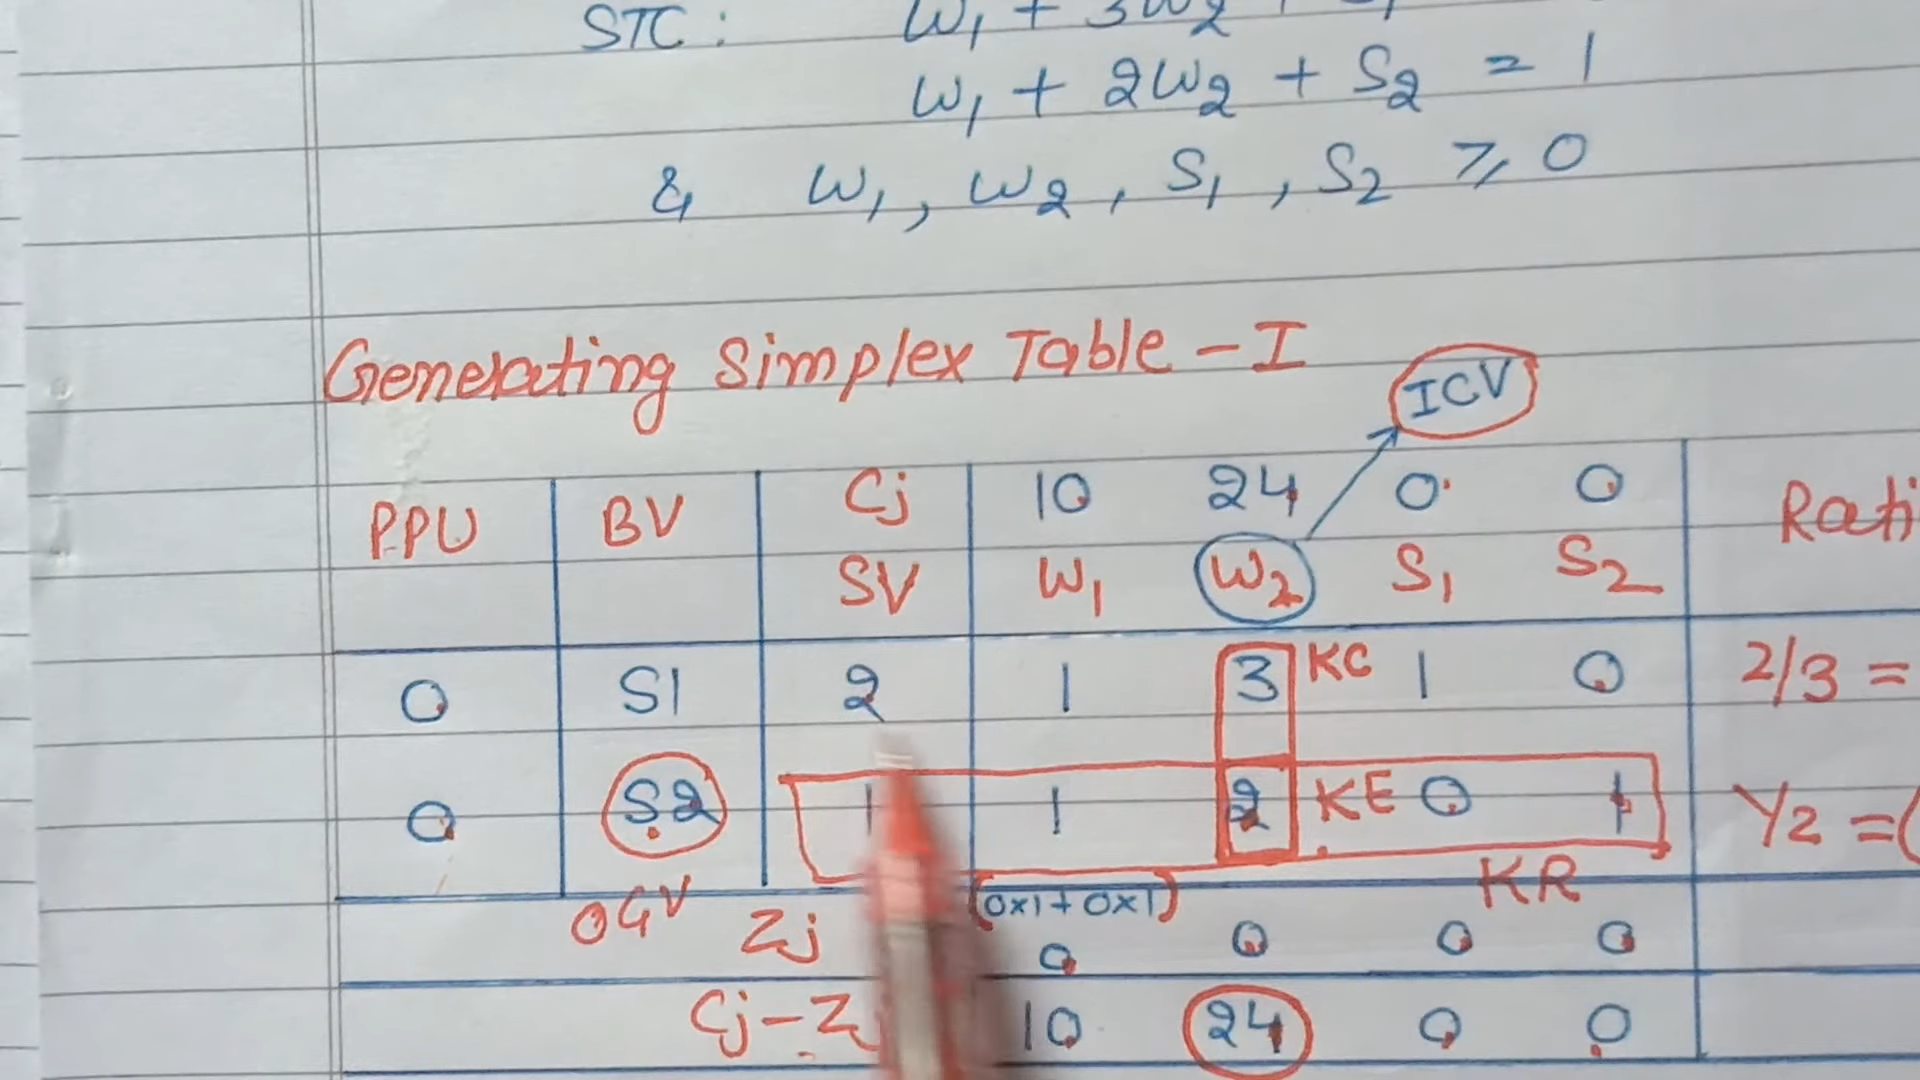 STC: W₁ + 3W₂
W₁ + 2W₂ + S₂ = 1
& W₁, W₂, S₁, S₂ ≥ 0
Generating Simplex Table - I
ICV
PPU BV Cj 10 24 0 0
SV W₁ W₂ S₁ S₂
0 S1 2 1 3 KC 1 0 2/3 =
0 S2 1 1 2 KE 0 1 Y2 =
OGV KR
Zj (0x1+0x1)
0 0 0 0
Cj-Zj 10 24 0 0